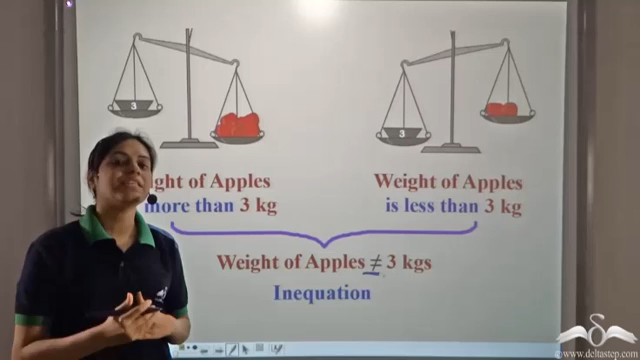 3
3
ght of Apples
more than 3 kg
Weight of Apples
is less than 3 kg
Weight of Apples ≠ 3 kgs
Inequation
©www.deltastep.com